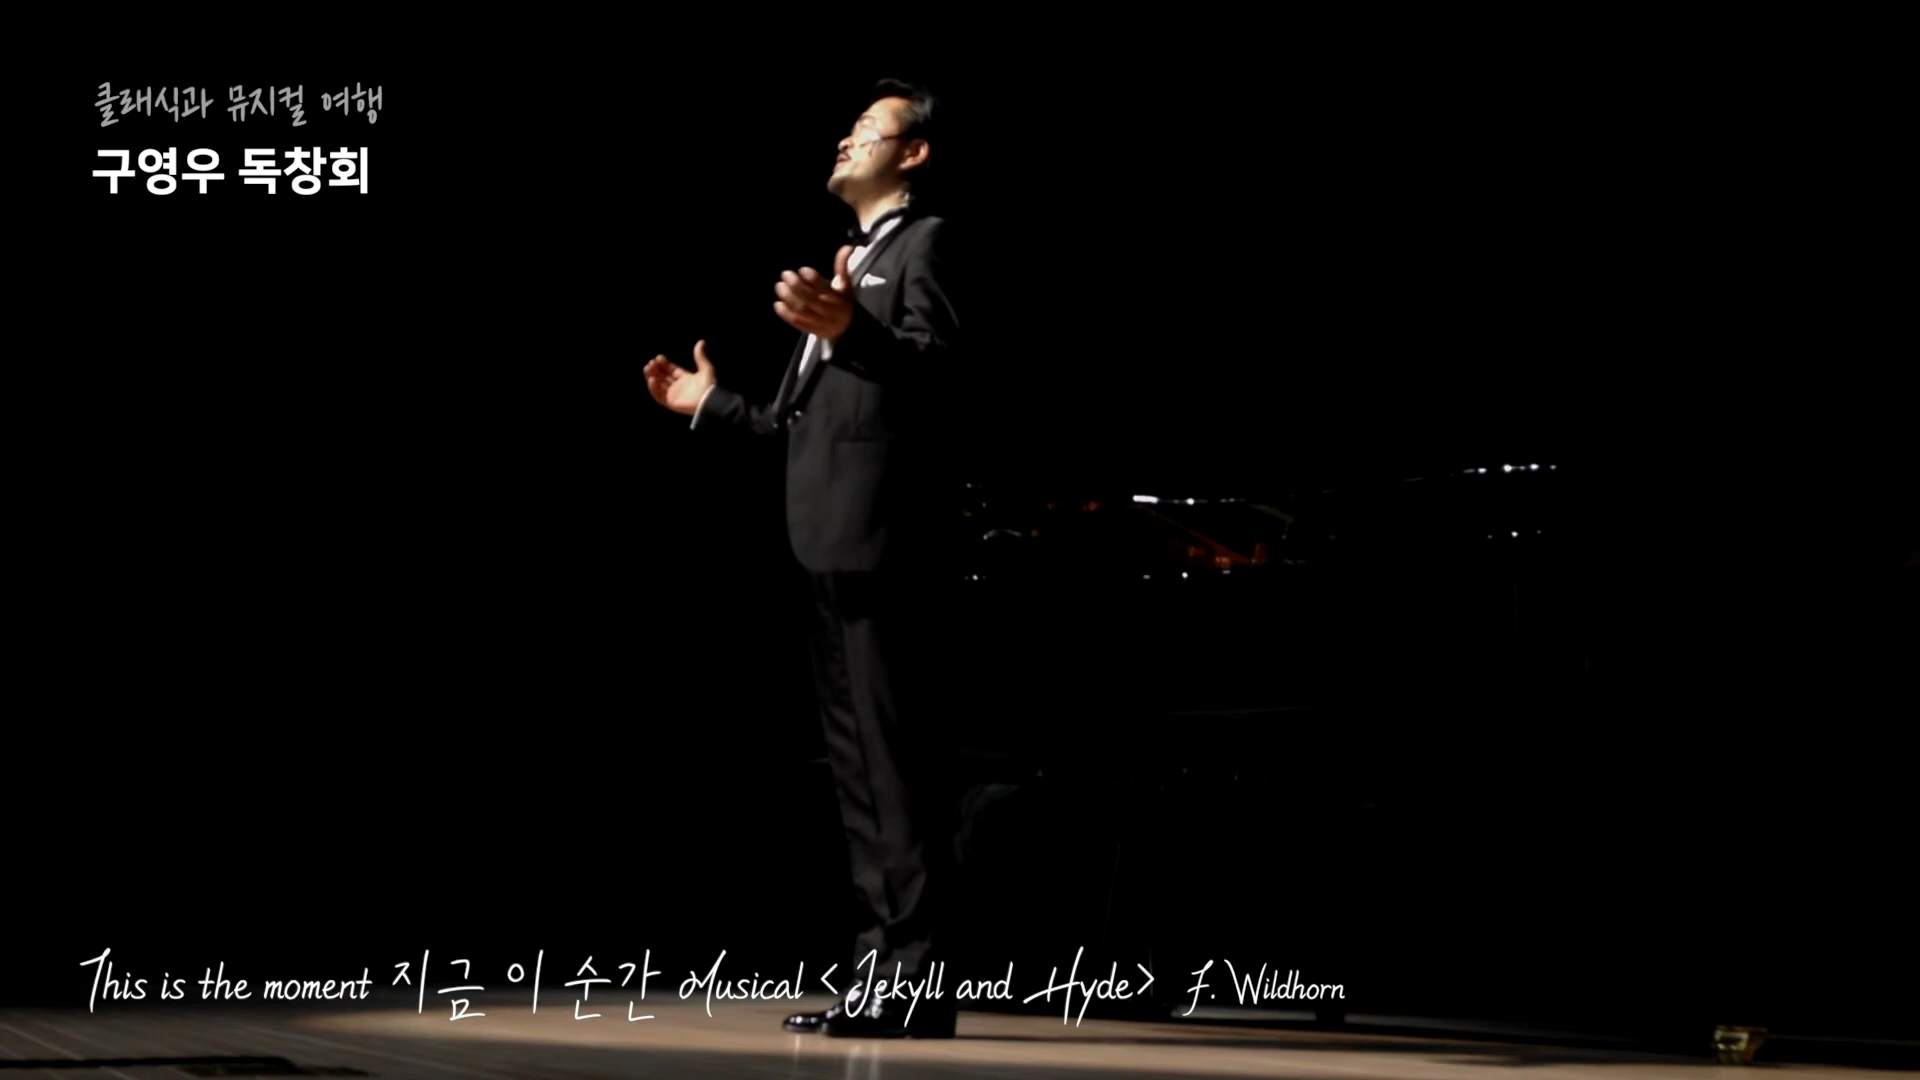 클래식과 뮤지컬 여행
구영우 독창회
This is the moment 지금 이 순간 Musical <Jekyll and Hyde> F. Wildhorn